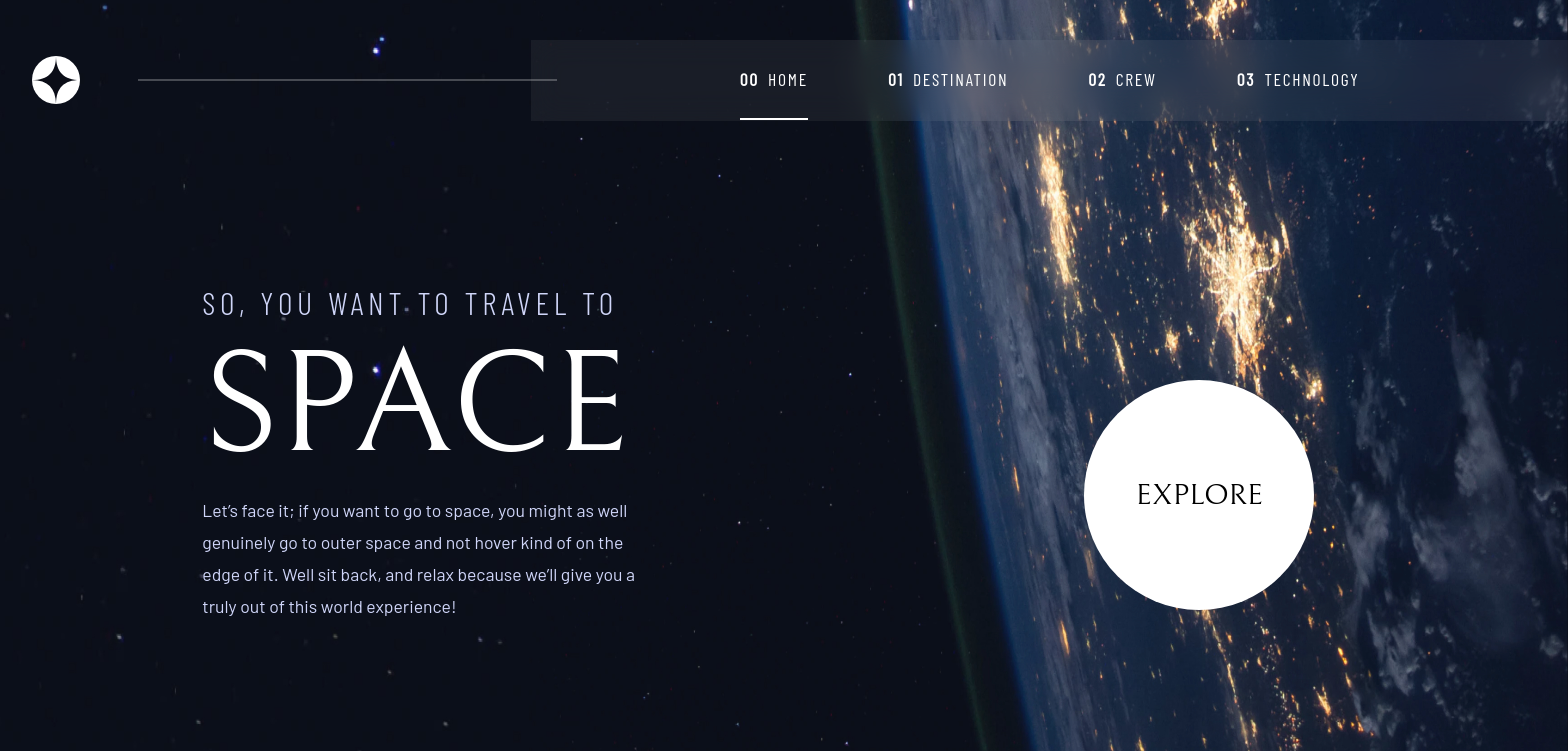 00 HOME 01 DESTINATION 02 CREW 03 TECHNOLOGY
SO, YOU WANT TO TRAVEL TO
SPACE
Let’s face it; if you want to go to space, you might as well
genuinely go to outer space and not hover kind of on the
edge of it. Well sit back, and relax because we’ll give you a
truly out of this world experience!
EXPLORE